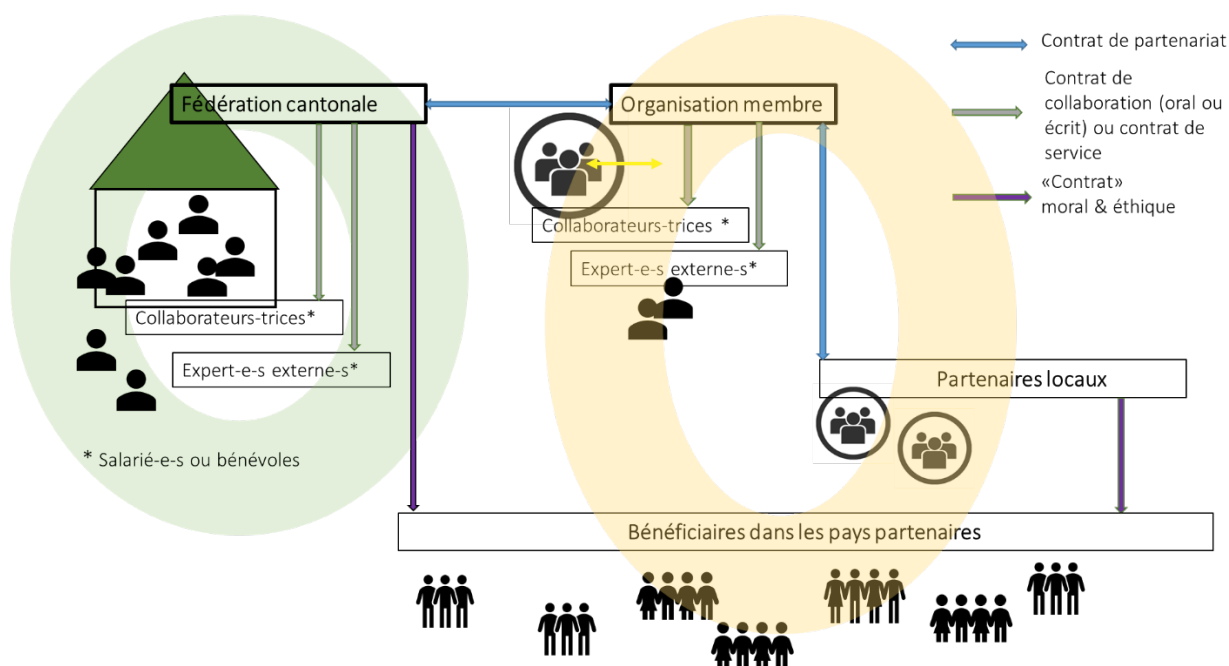 Contrat de partenariat
Fédération cantonale
Organisation membre
Contrat de
collaboration (oral ou
écrit) ou contrat de
service
«Contrat»
moral & éthique
Collaborateurs-trices *
Expert-e-s externe-s*
Collaborateurs-trices*
Expert-e-s externe-s*
Partenaires locaux
* Salarié-e-s ou bénévoles
Bénéficiaires dans les pays partenaires